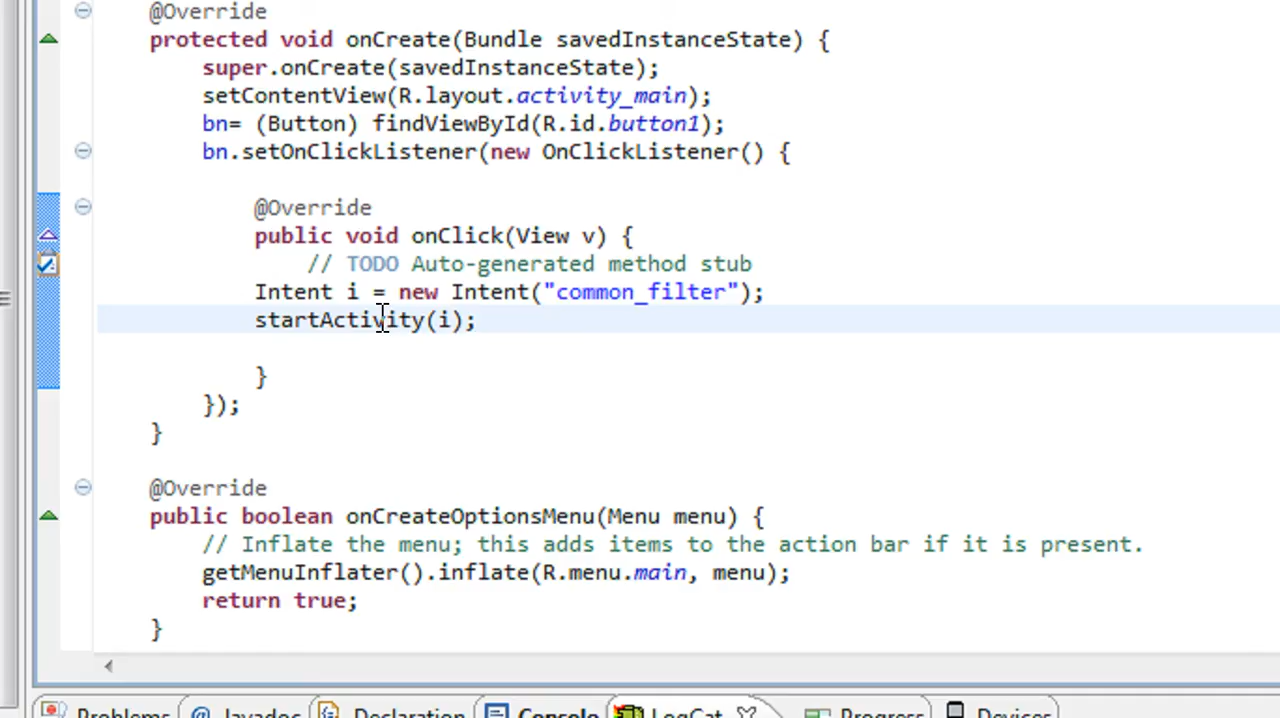 @Override
protected void onCreate(Bundle savedInstanceState) {
super.onCreate(savedInstanceState);
setContentView(R.layout.activity_main);
bn= (Button) findViewById(R.id.button1);
bn.setOnClickListener(new OnClickListener() {
@Override
public void onClick(View v) {
// TODO Auto-generated method stub
Intent i = new Intent("common_filter");
startActivity(i);
}
});
}
@Override
public boolean onCreateOptionsMenu(Menu menu) {
// Inflate the menu; this adds items to the action bar if it is present.
getMenuInflater().inflate(R.menu.main, menu);
return true;
}
Problems Javadoc Declaration Console LogCat Progress Devices